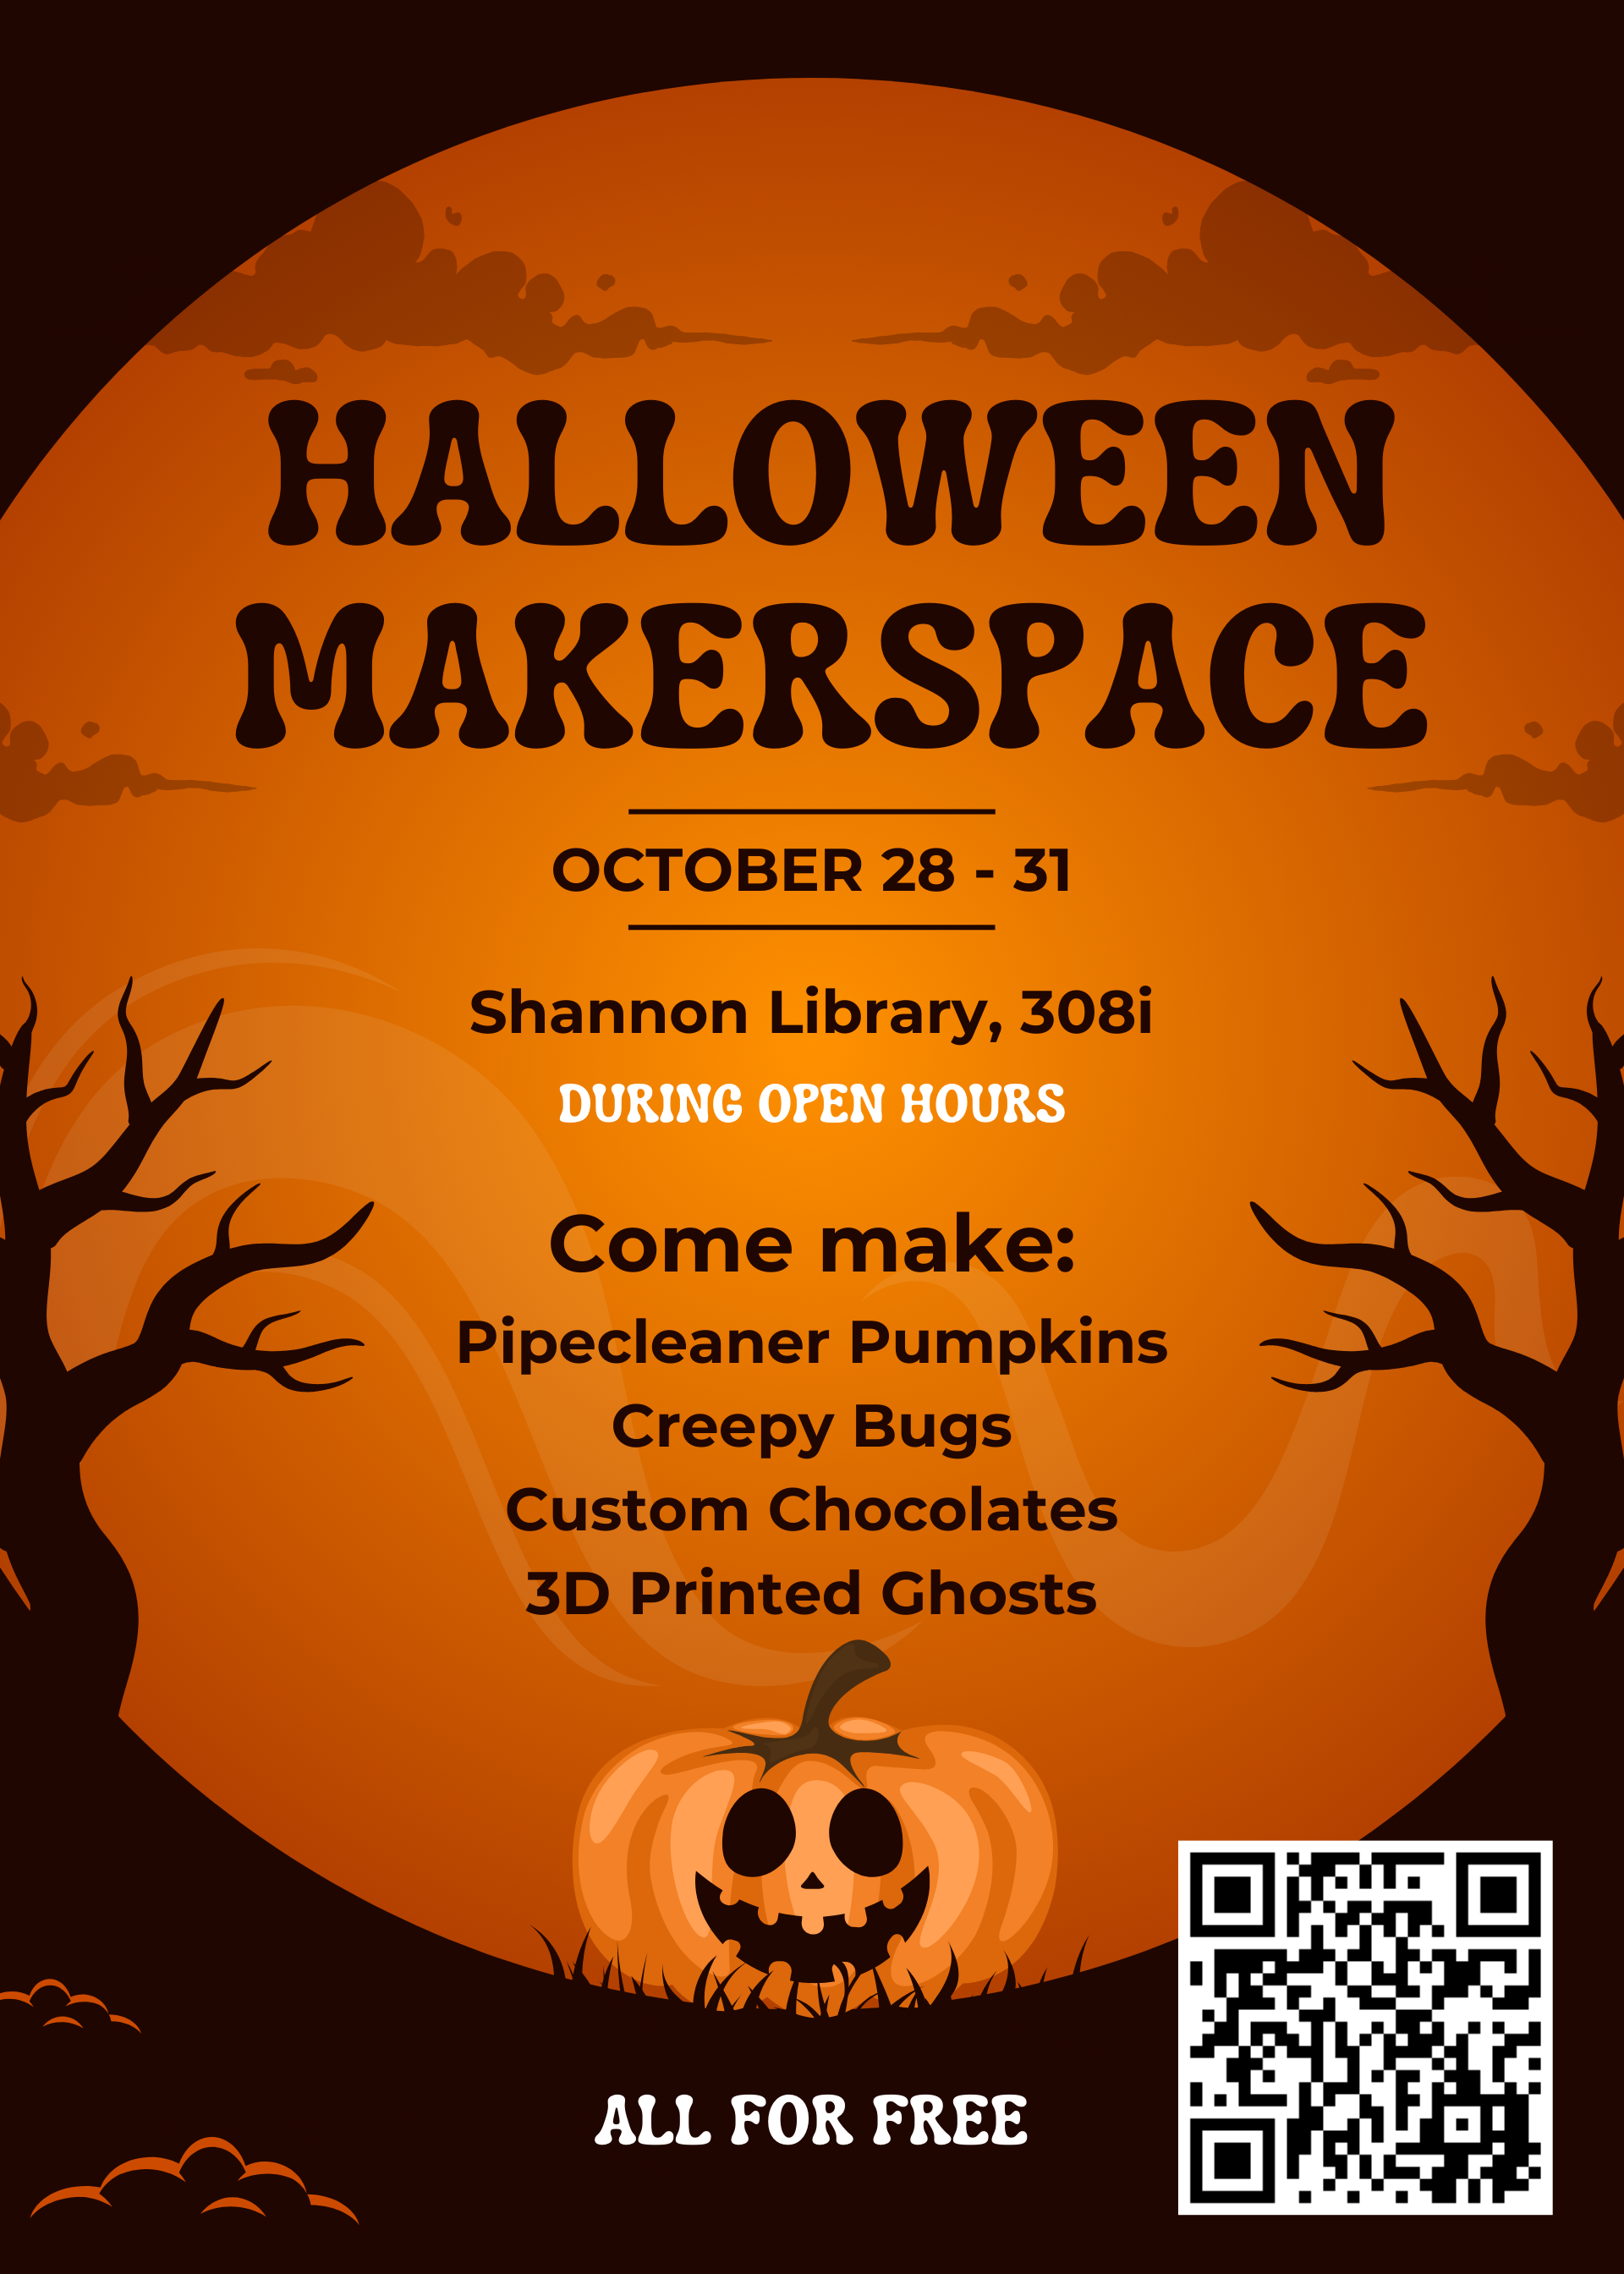 HALLOWEEN
MAKERSPACE
OCTOBER 28 - 31
Shannon Library, 308i
DURING OPEN HOURS
Come make:
Pipecleaner Pumpkins
Creepy Bugs
Custom Chocolates
3D Printed Ghosts
ALL FOR FREE